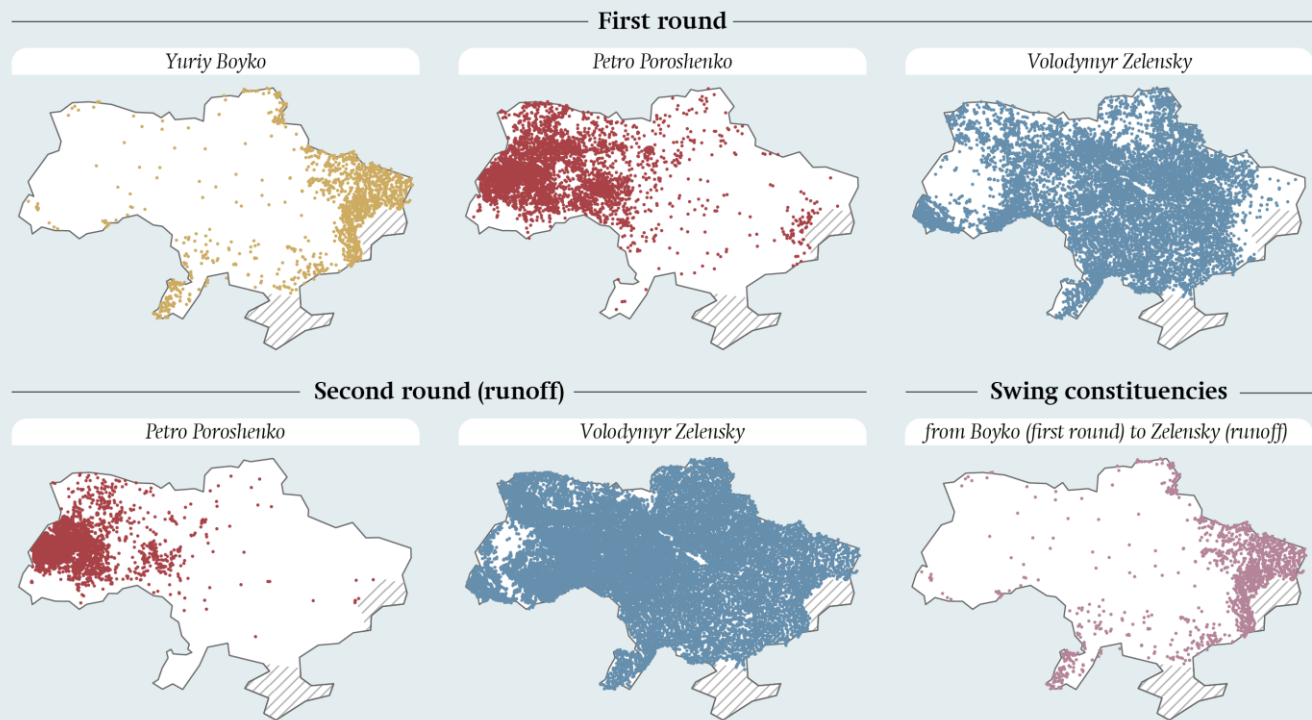 First round
Yuriy Boyko
Petro Poroshenko
Volodymyr Zelensky
Second round (runoff)
Swing constituencies
Petro Poroshenko
Volodymyr Zelensky
from Boyko (first round) to Zelensky (runoff)